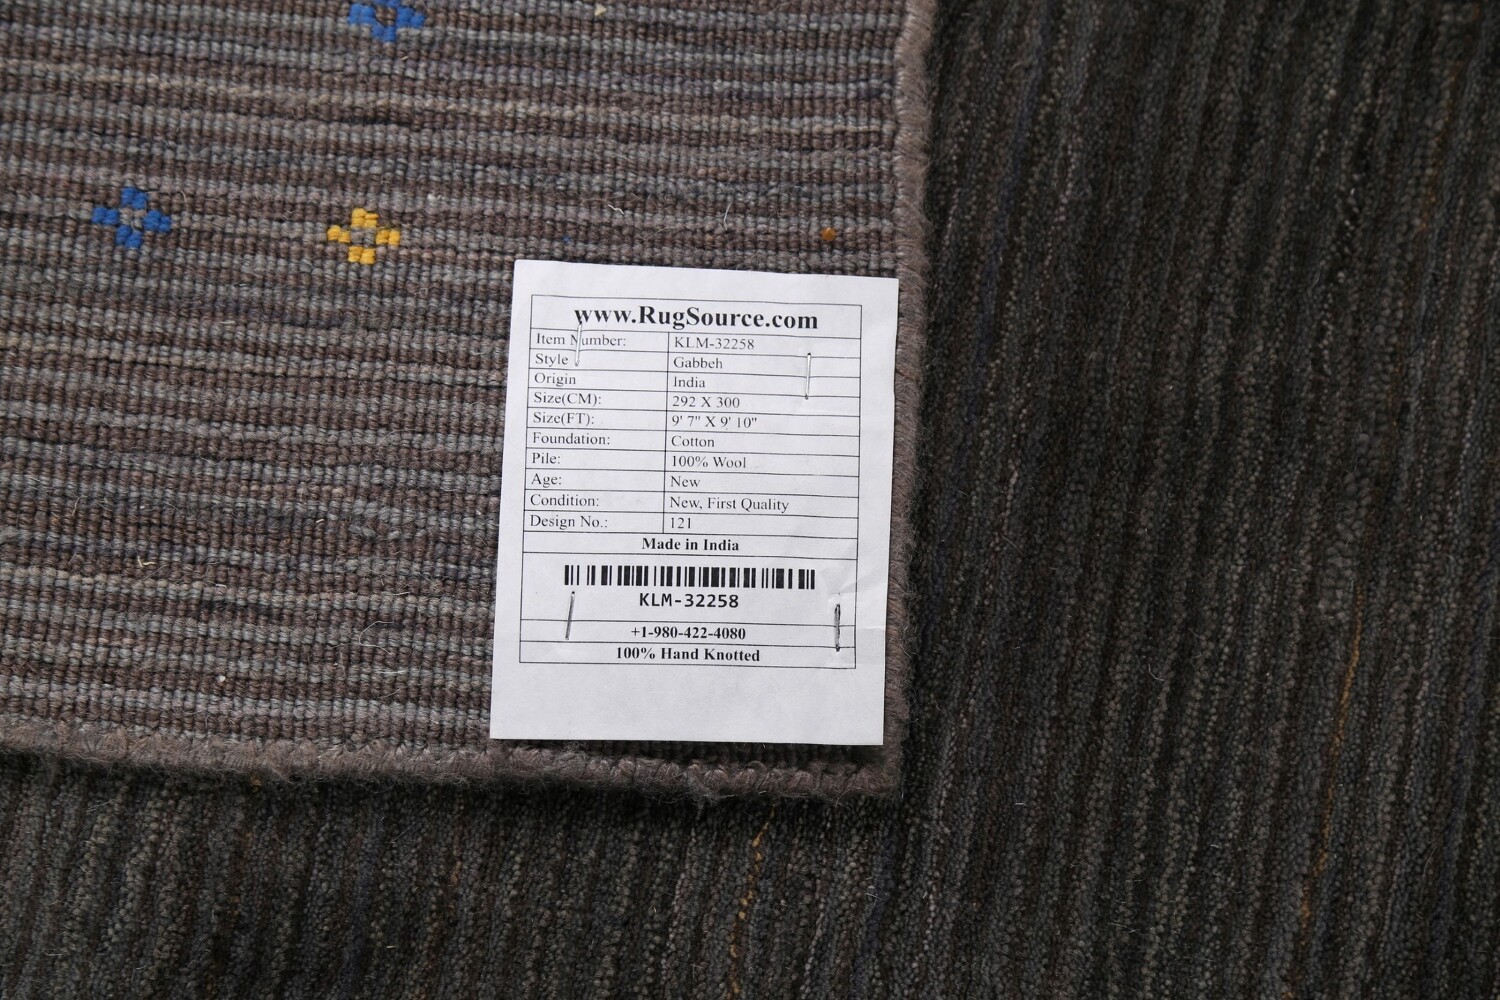 www.RugSource.com
Item Number: KLM-32258
Style Gabbeh
Origin India
Size(CM): 292 X 300
Size(FT): 9' 7" X 9' 10"
Foundation: Cotton
Pile: 100% Wool
Age: New
Condition: New, First Quality
Design No.: 121
Made in India
KLM-32258
+1-980-422-4080
100% Hand Knotted